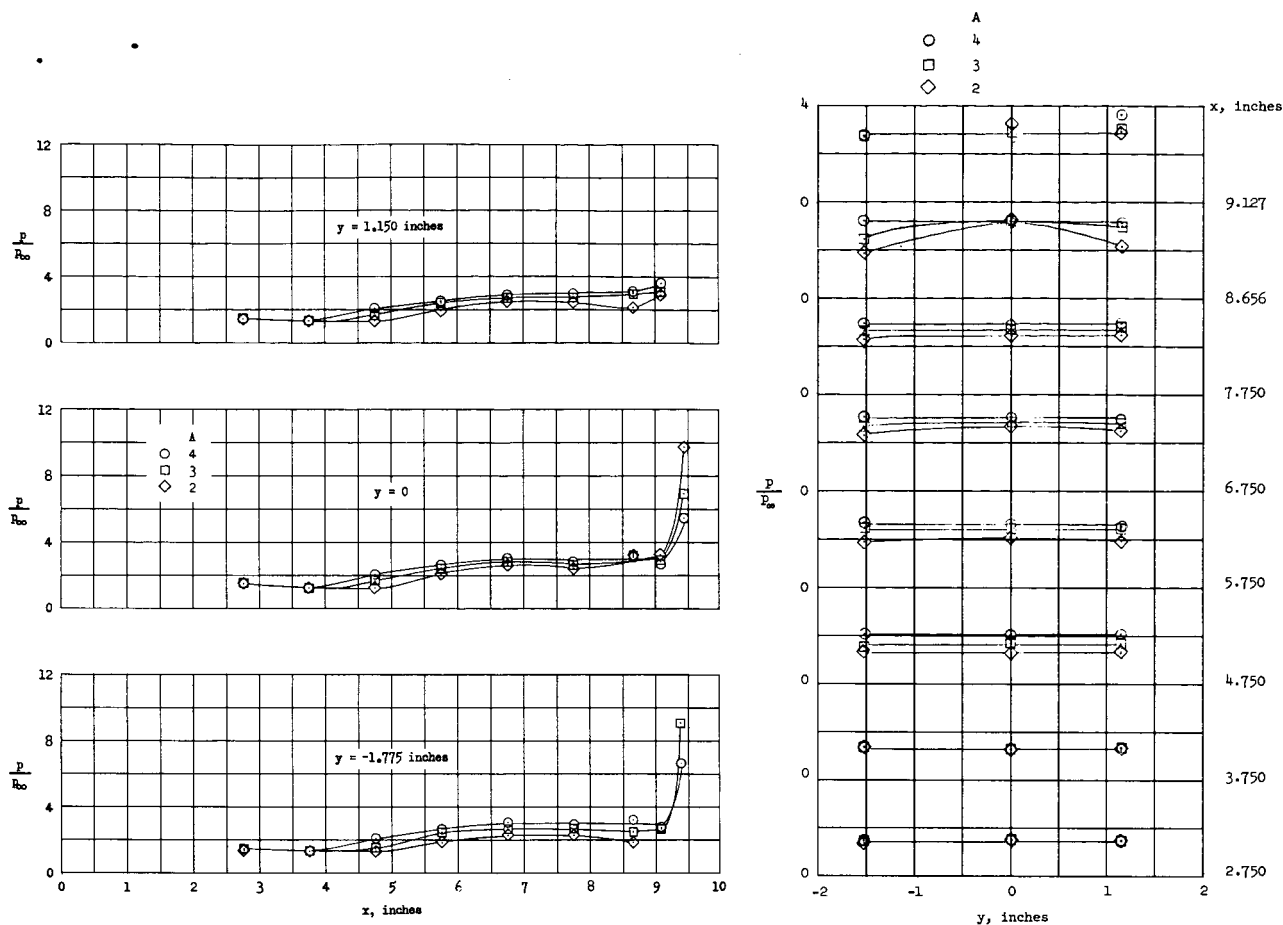 12
8
4
0
p
p∞
y = 1.150 inches
12
8
4
0
p
p∞
A
4
3
2
y = 0
12
8
4
0
p
p∞
y = -1.775 inches
0 1 2 3 4 5 6 7 8 9 10
x, inches
A
4
3
2
4
x, inches
0 9.127
0 8.656
0 7.750
0 6.750
p
p∞
0 5.750
0 4.750
0 3.750
0 2.750
-2 -1 0 1 2
y, inches